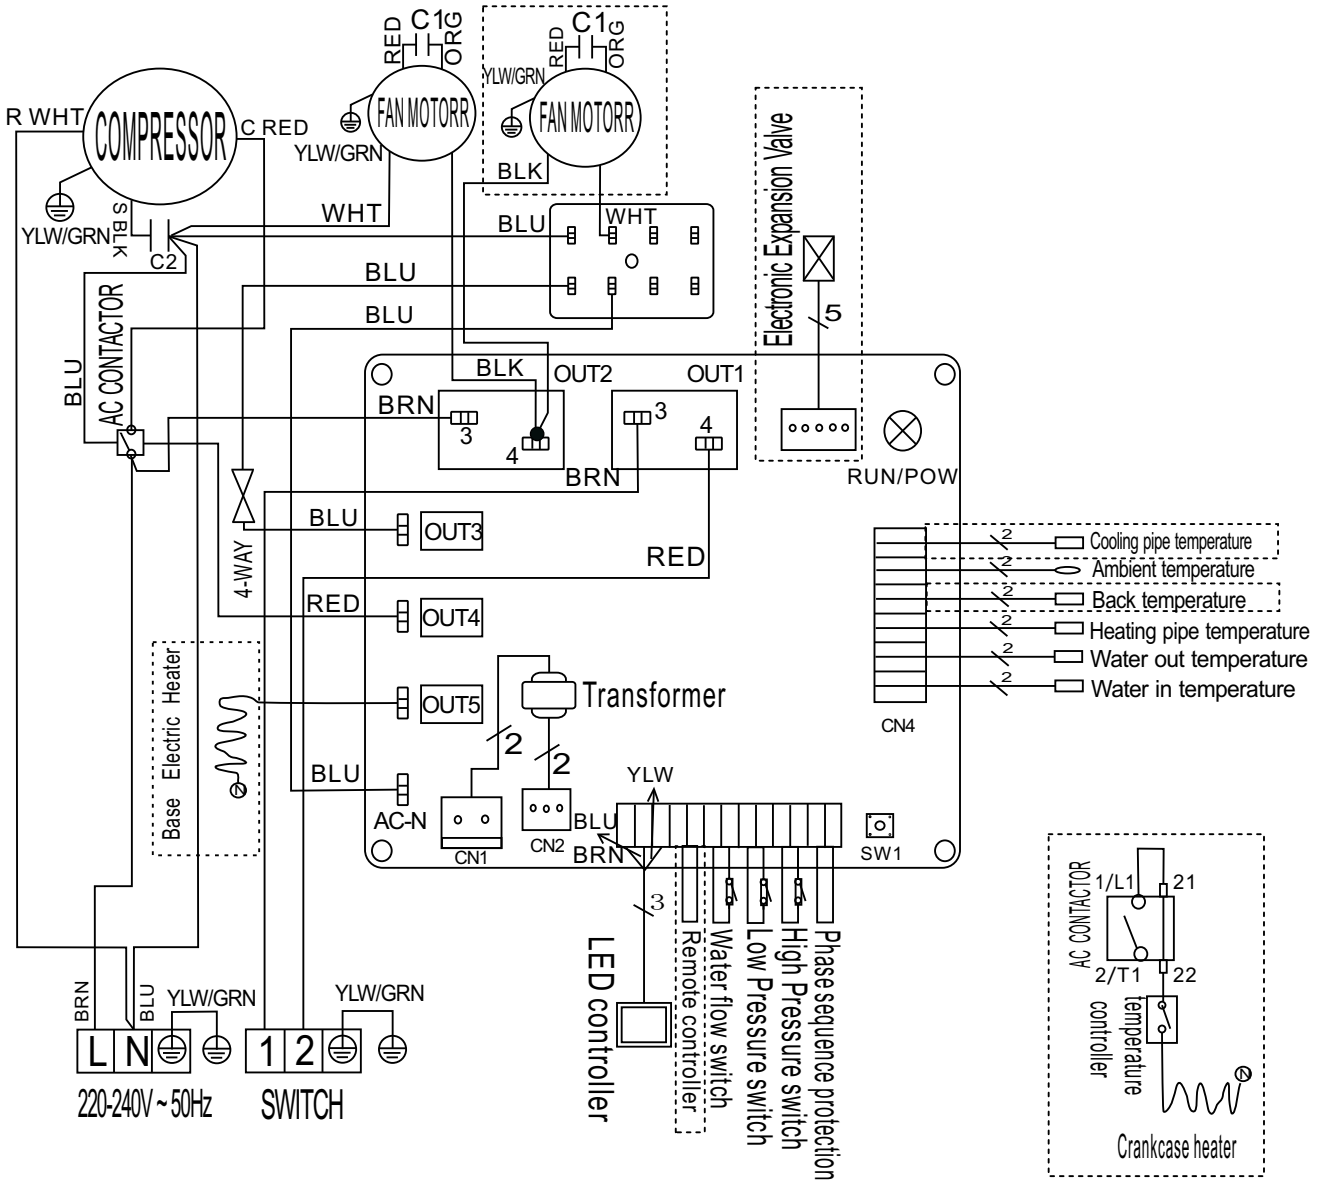 RED
C1
ORG
RED
C1
ORG
YLW/GRN
FAN MOTORR
FAN MOTORR
R WHT
COMPRESSOR
C RED
YLW/GRN
BLK
Electronic Expansion Valve
S BLK
WHT
BLU
WHT
YLW/GRN
C2
BLU
BLU
5
AC CONTACTOR
BLU
BLK
OUT2
OUT1
BRN
3
4
3
4
BRN
RUN/POW
BLU
OUT3
4-WAY
RED
2
Cooling pipe temperature
2
Ambient temperature
RED
OUT4
2
Back temperature
2
Heating pipe temperature
2
Water out temperature
2
Water in temperature
Base Electric Heater
OUT5
Transformer
CN4
2
2
BLU
YLW
N
AC-N
CN1
CN2
BLU
BRN
SW1
3
LED controller
Remote controller
Water flow switch
Low Pressure switch
High Pressure switch
Phase sequence protection
AC CONTACTOR
1/L1
21
2/T1
22
temperature controller
N
Crankcase heater
BRN
BLU
YLW/GRN
YLW/GRN
L
N
1
2
220-240V ~ 50Hz
SWITCH